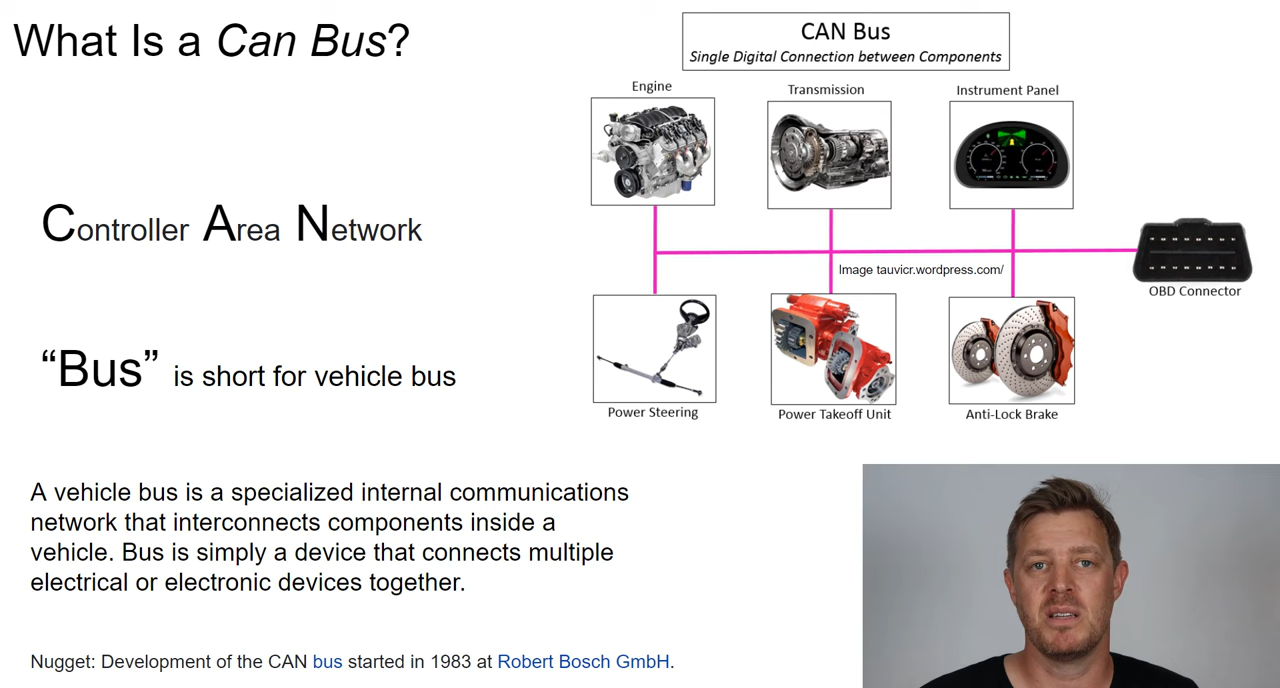 What Is a Can Bus?
CAN Bus
Single Digital Connection between Components
Engine
Transmission
Instrument Panel
Controller Area Network
Image tauvicr.wordpress.com/
OBD Connector
“Bus” is short for vehicle bus
Power Steering
Power Takeoff Unit
Anti-Lock Brake
A vehicle bus is a specialized internal communications
network that interconnects components inside a
vehicle. Bus is simply a device that connects multiple
electrical or electronic devices together.
Nugget: Development of the CAN bus started in 1983 at Robert Bosch GmbH.